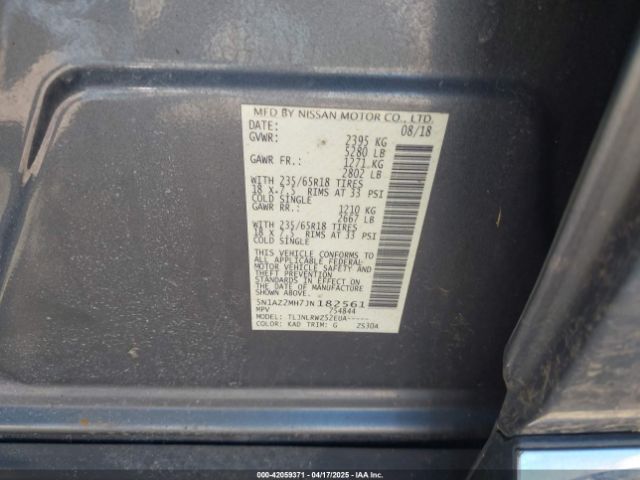 MFD BY NISSAN MOTOR CO., LTD.
DATE: 08/18
GVWR: 2395 KG
5280 LB
GAWR FR.: 1271 KG
2802 LB
WITH 235/65R18 TIRES
18 X 7.5 RIMS AT 33 PSI
COLD SINGLE
GAWR RR.: 1210 KG
2667 LB
WITH 235/65R18 TIRES
18 X 7.5 RIMS AT 33 PSI
COLD SINGLE
THIS VEHICLE CONFORMS TO
ALL APPLICABLE FEDERAL
MOTOR VEHICLE SAFETY AND
THEFT PREVENTION
STANDARDS IN EFFECT ON
THE DATE OF MANUFACTURE
SHOWN ABOVE.
5N1AZ2MH7JN182561
MPV 754844
MODEL: TLJNLRWZ52EUA-----
COLOR: KAD TRIM: G ZS30A
000-42059371 - 04/17/2025 - IAA Inc.